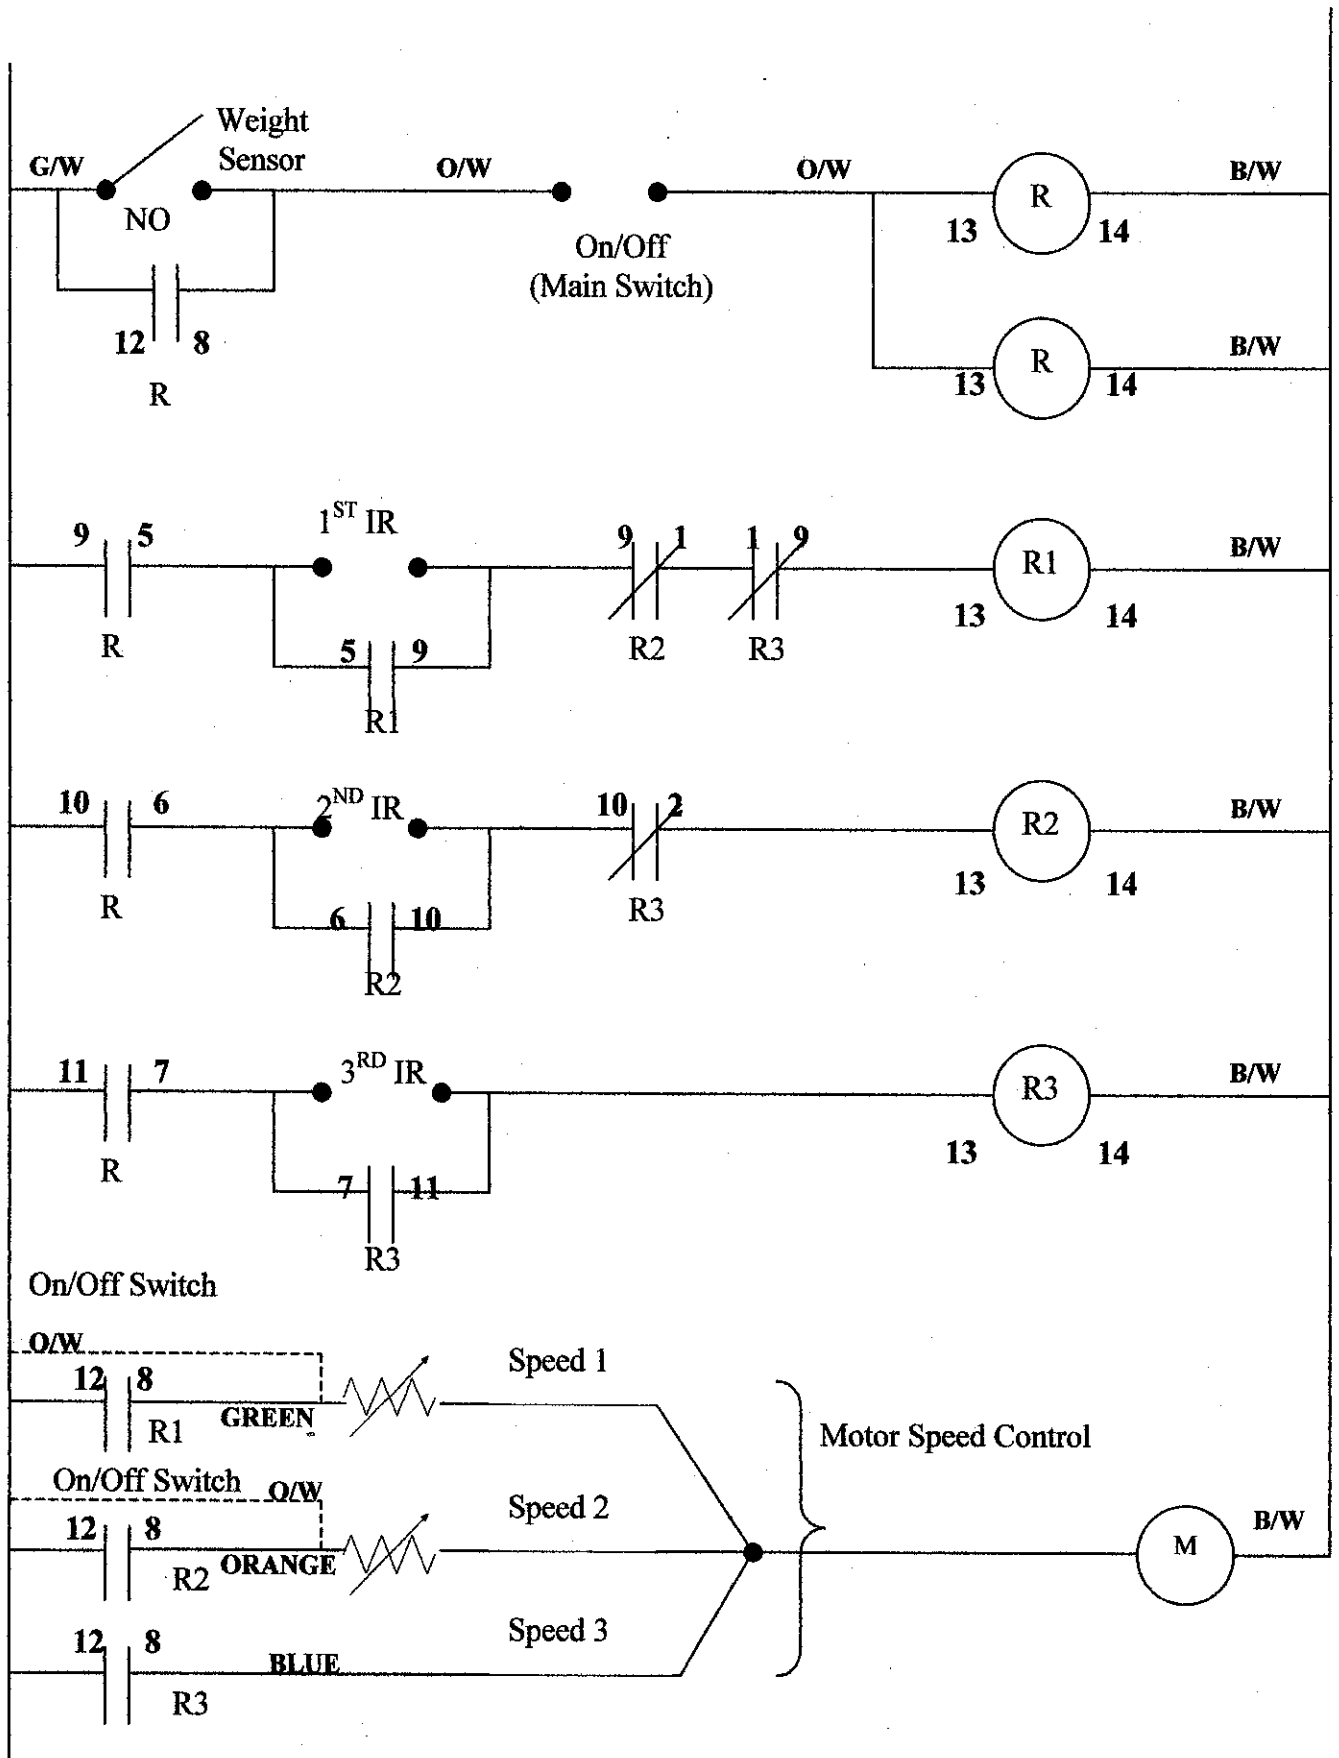 Weight
Sensor
G/W
O/W
O/W
B/W
NO
R
13
14
On/Off
(Main Switch)
12
8
R
R
B/W
13
14
9
5
1ST IR
9
1
1
9
R1
B/W
13
14
R
5
9
R2
R3
R1
10
6
2ND IR
10
2
R2
B/W
13
14
R
6
10
R3
R2
11
7
3RD IR
R3
B/W
13
14
R
7
11
R3
On/Off Switch
O/W
12
8
Speed 1
GREEN
R1
Motor Speed Control
On/Off Switch
O/W
12
8
Speed 2
M
B/W
R2
ORANGE
12
8
Speed 3
BLUE
R3